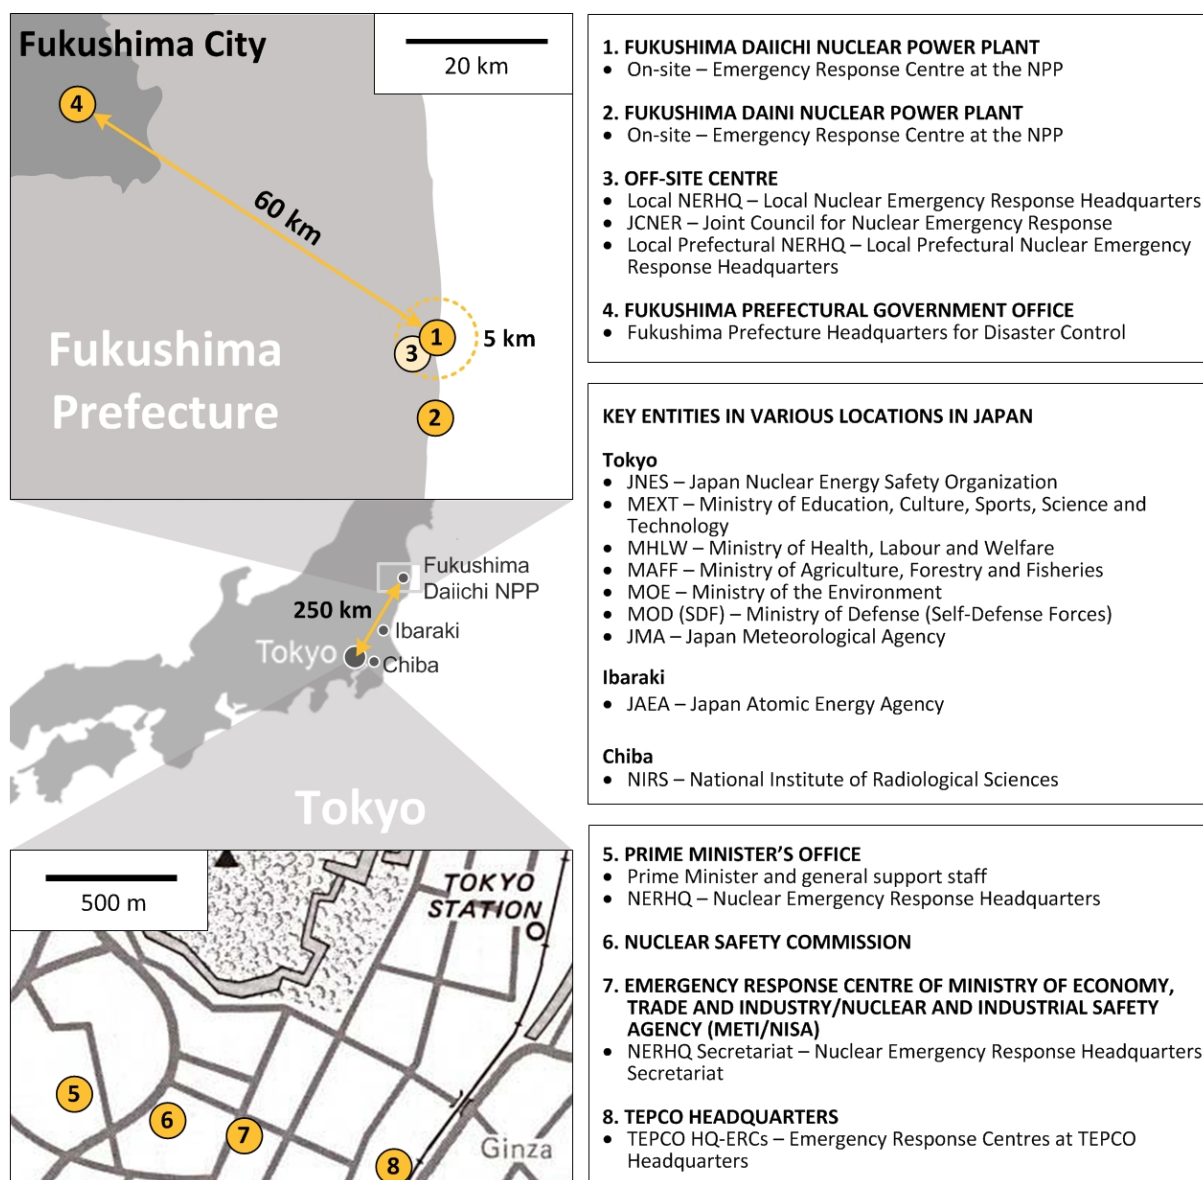 Fukushima City
20 km
4
60 km
1
5 km
3
2
Fukushima
Prefecture
Fukushima
Daiichi NPP
250 km
Ibaraki
Tokyo
Chiba
Tokyo
500 m
TOKYO
STATION
5
6
7
8
Ginza
1. FUKUSHIMA DAIICHI NUCLEAR POWER PLANT
• On-site – Emergency Response Centre at the NPP
2. FUKUSHIMA DAINI NUCLEAR POWER PLANT
• On-site – Emergency Response Centre at the NPP
3. OFF-SITE CENTRE
• Local NERHQ – Local Nuclear Emergency Response Headquarters
• JCNER – Joint Council for Nuclear Emergency Response
• Local Prefectural NERHQ – Local Prefectural Nuclear Emergency
Response Headquarters
4. FUKUSHIMA PREFECTURAL GOVERNMENT OFFICE
• Fukushima Prefecture Headquarters for Disaster Control
KEY ENTITIES IN VARIOUS LOCATIONS IN JAPAN
Tokyo
• JNES – Japan Nuclear Energy Safety Organization
• MEXT – Ministry of Education, Culture, Sports, Science and
Technology
• MHLW – Ministry of Health, Labour and Welfare
• MAFF – Ministry of Agriculture, Forestry and Fisheries
• MOE – Ministry of the Environment
• MOD (SDF) – Ministry of Defense (Self-Defense Forces)
• JMA – Japan Meteorological Agency
Ibaraki
• JAEA – Japan Atomic Energy Agency
Chiba
• NIRS – National Institute of Radiological Sciences
5. PRIME MINISTER’S OFFICE
• Prime Minister and general support staff
• NERHQ – Nuclear Emergency Response Headquarters
6. NUCLEAR SAFETY COMMISSION
7. EMERGENCY RESPONSE CENTRE OF MINISTRY OF ECONOMY,
TRADE AND INDUSTRY/NUCLEAR AND INDUSTRIAL SAFETY
AGENCY (METI/NISA)
• NERHQ Secretariat – Nuclear Emergency Response Headquarters
Secretariat
8. TEPCO HEADQUARTERS
• TEPCO HQ-ERCs – Emergency Response Centres at TEPCO
Headquarters